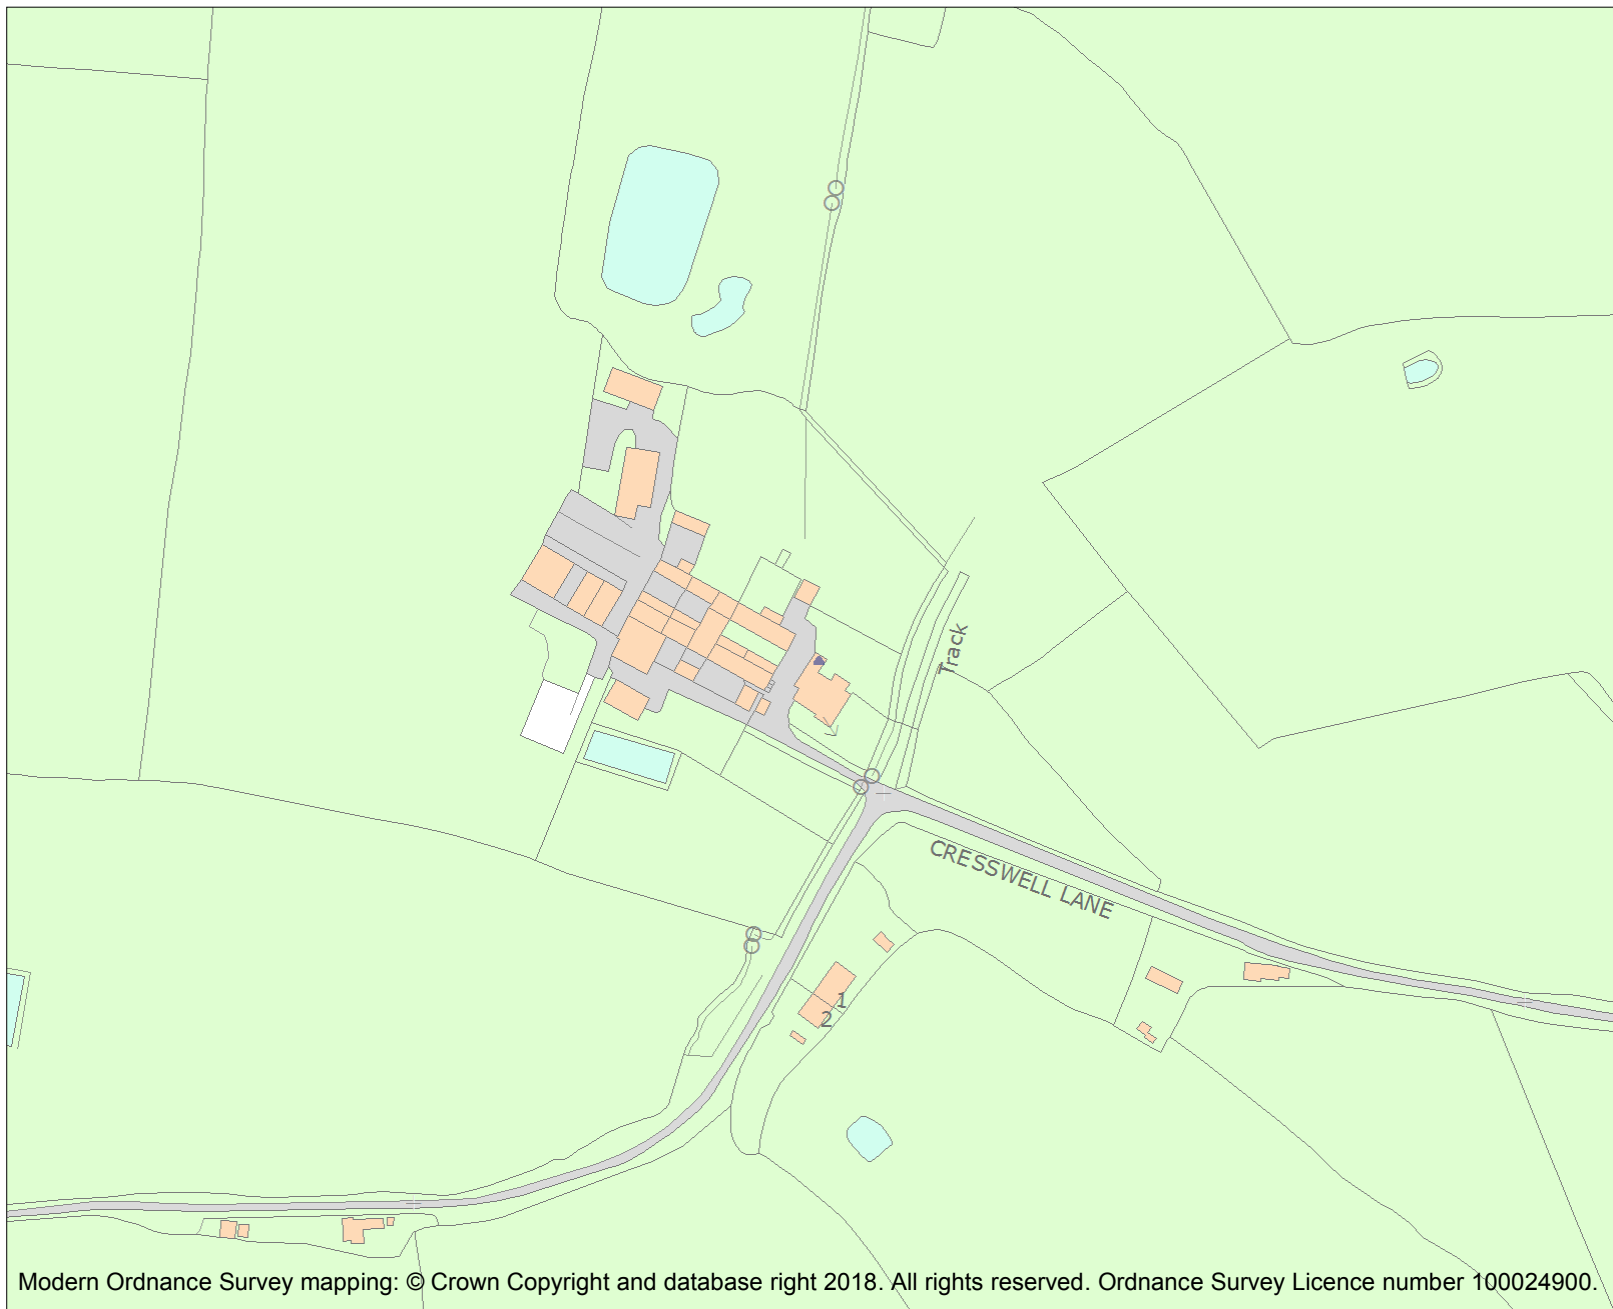 Track
CRESSWELL LANE
1
2
Modern Ordnance Survey mapping: © Crown Copyright and database right 2018. All rights reserved. Ordnance Survey Licence number 100024900.